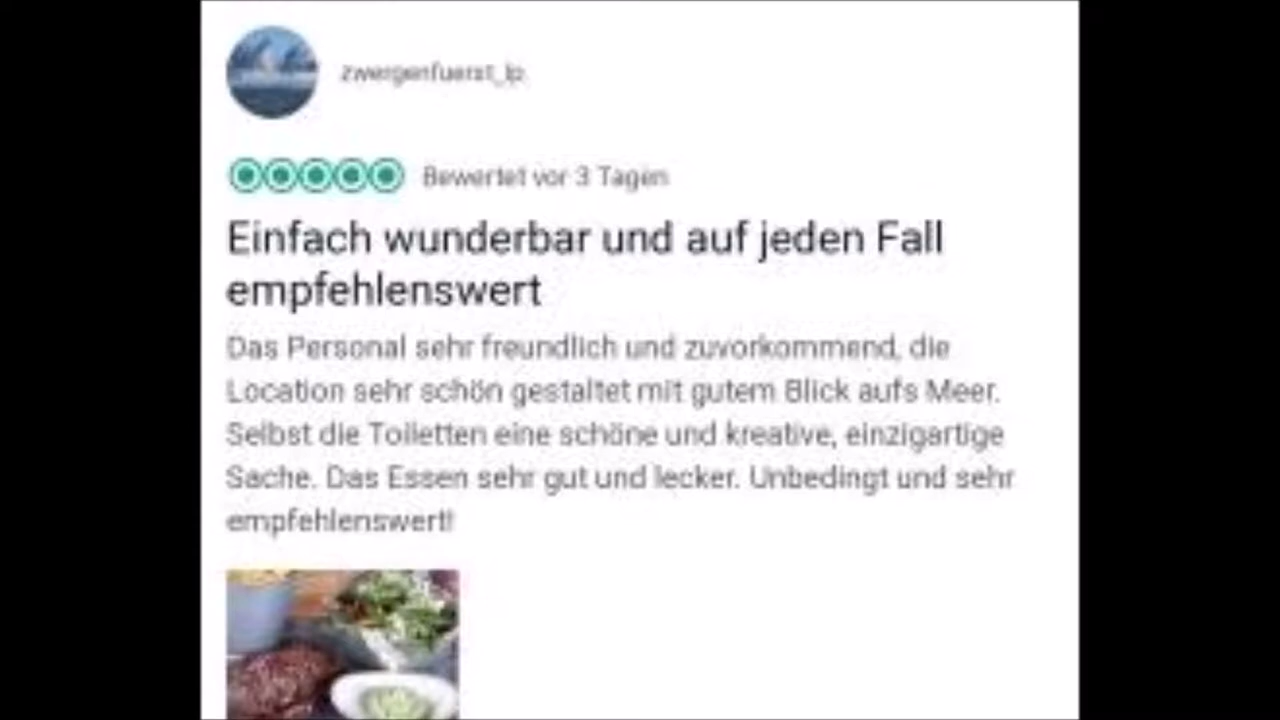 zwergenfuerst_lp
Bewertet vor 3 Tagen
Einfach wunderbar und auf jeden Fall
empfehlenswert
Das Personal sehr freundlich und zuvorkommend, die
Location sehr schön gestaltet mit gutem Blick aufs Meer.
Selbst die Toiletten eine schöne und kreative, einzigartige
Sache. Das Essen sehr gut und lecker. Unbedingt und sehr
empfehlenswert!